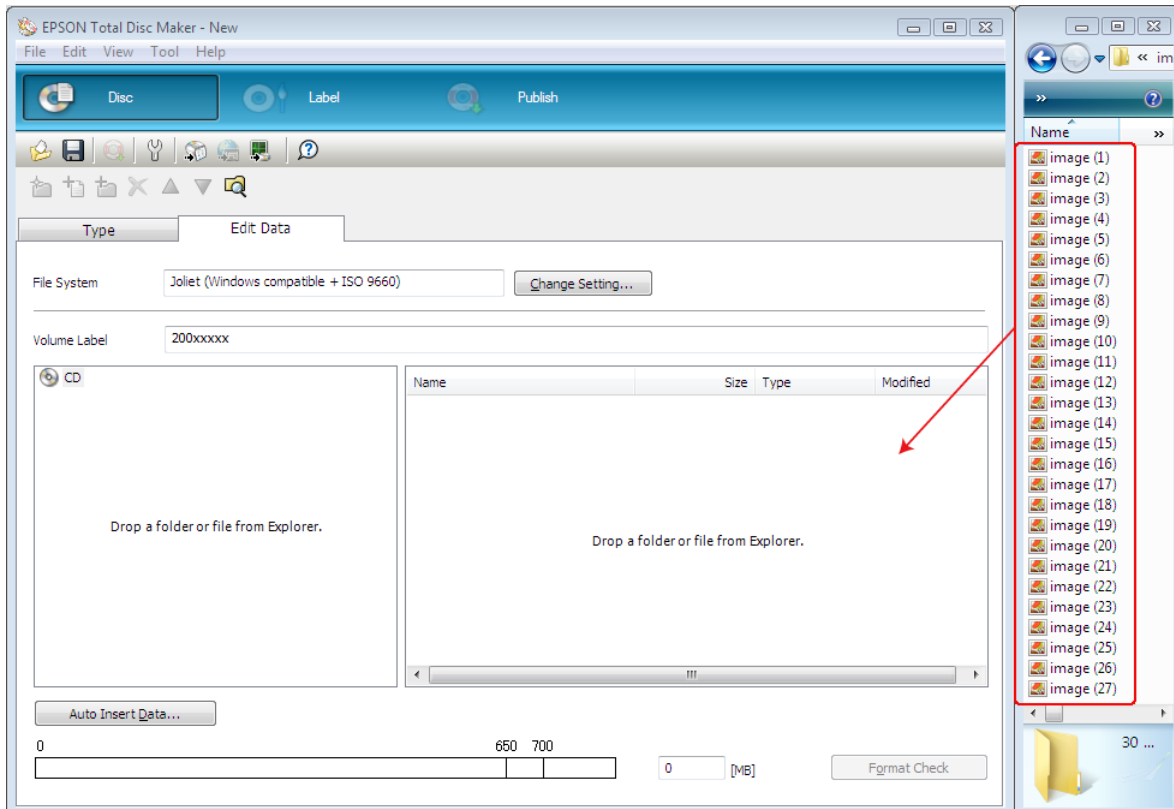 EPSON Total Disc Maker - New
File Edit View Tool Help
Disc Label Publish
Type Edit Data
File System Joliet (Windows compatible + ISO 9660) Change Setting...
Volume Label 200xxxxx
CD
Name Size Type Modified
Drop a folder or file from Explorer.
Drop a folder or file from Explorer.
Auto Insert Data...
0 650 700
0 [MB] Format Check
« im
»
Name »
image (1)
image (2)
image (3)
image (4)
image (5)
image (6)
image (7)
image (8)
image (9)
image (10)
image (11)
image (12)
image (13)
image (14)
image (15)
image (16)
image (17)
image (18)
image (19)
image (20)
image (21)
image (22)
image (23)
image (24)
image (25)
image (26)
image (27)
30 ...